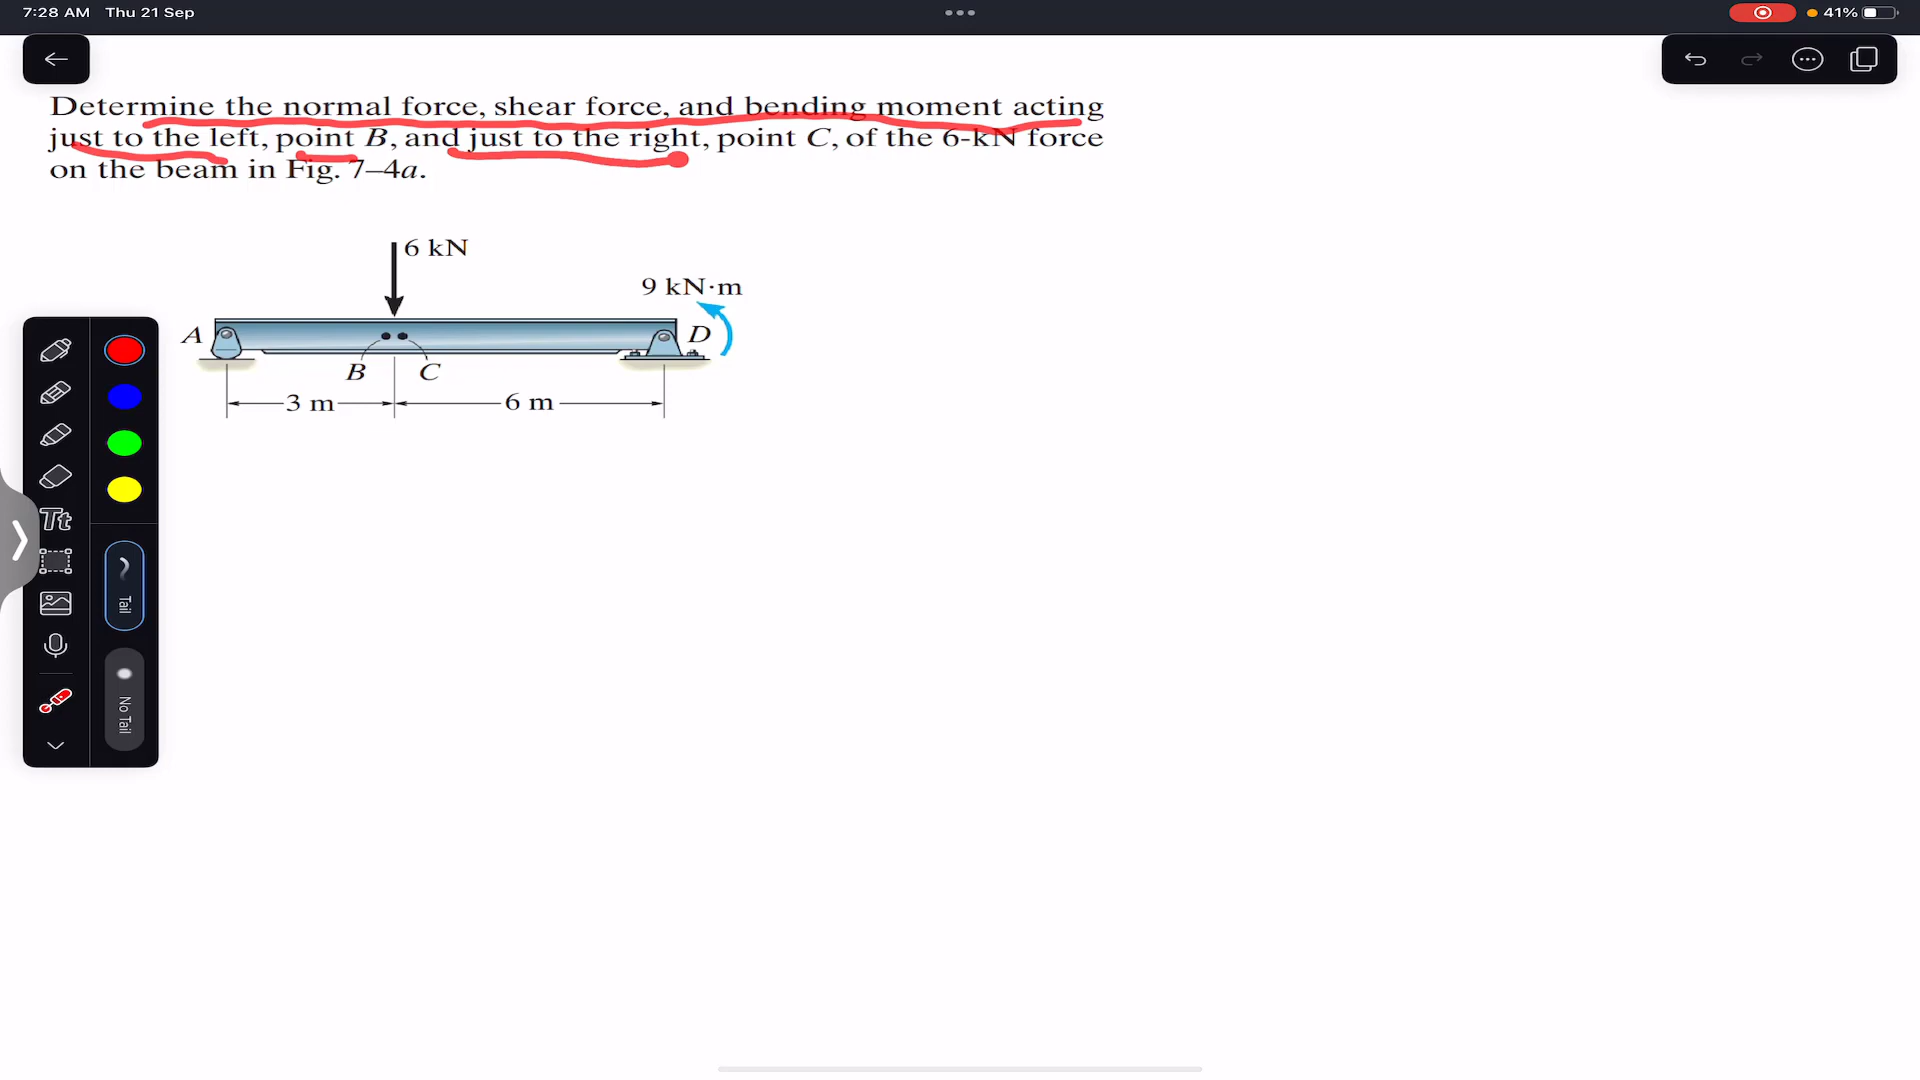 7:28 AM Thu 21 Sep
41%
Determine the normal force, shear force, and bending moment acting
just to the left, point B, and just to the right, point C, of the 6-kN force
on the beam in Fig. 7–4a.
6 kN
9 kN·m
A
D
B
C
3 m
6 m
Tt
Tail
No Tail